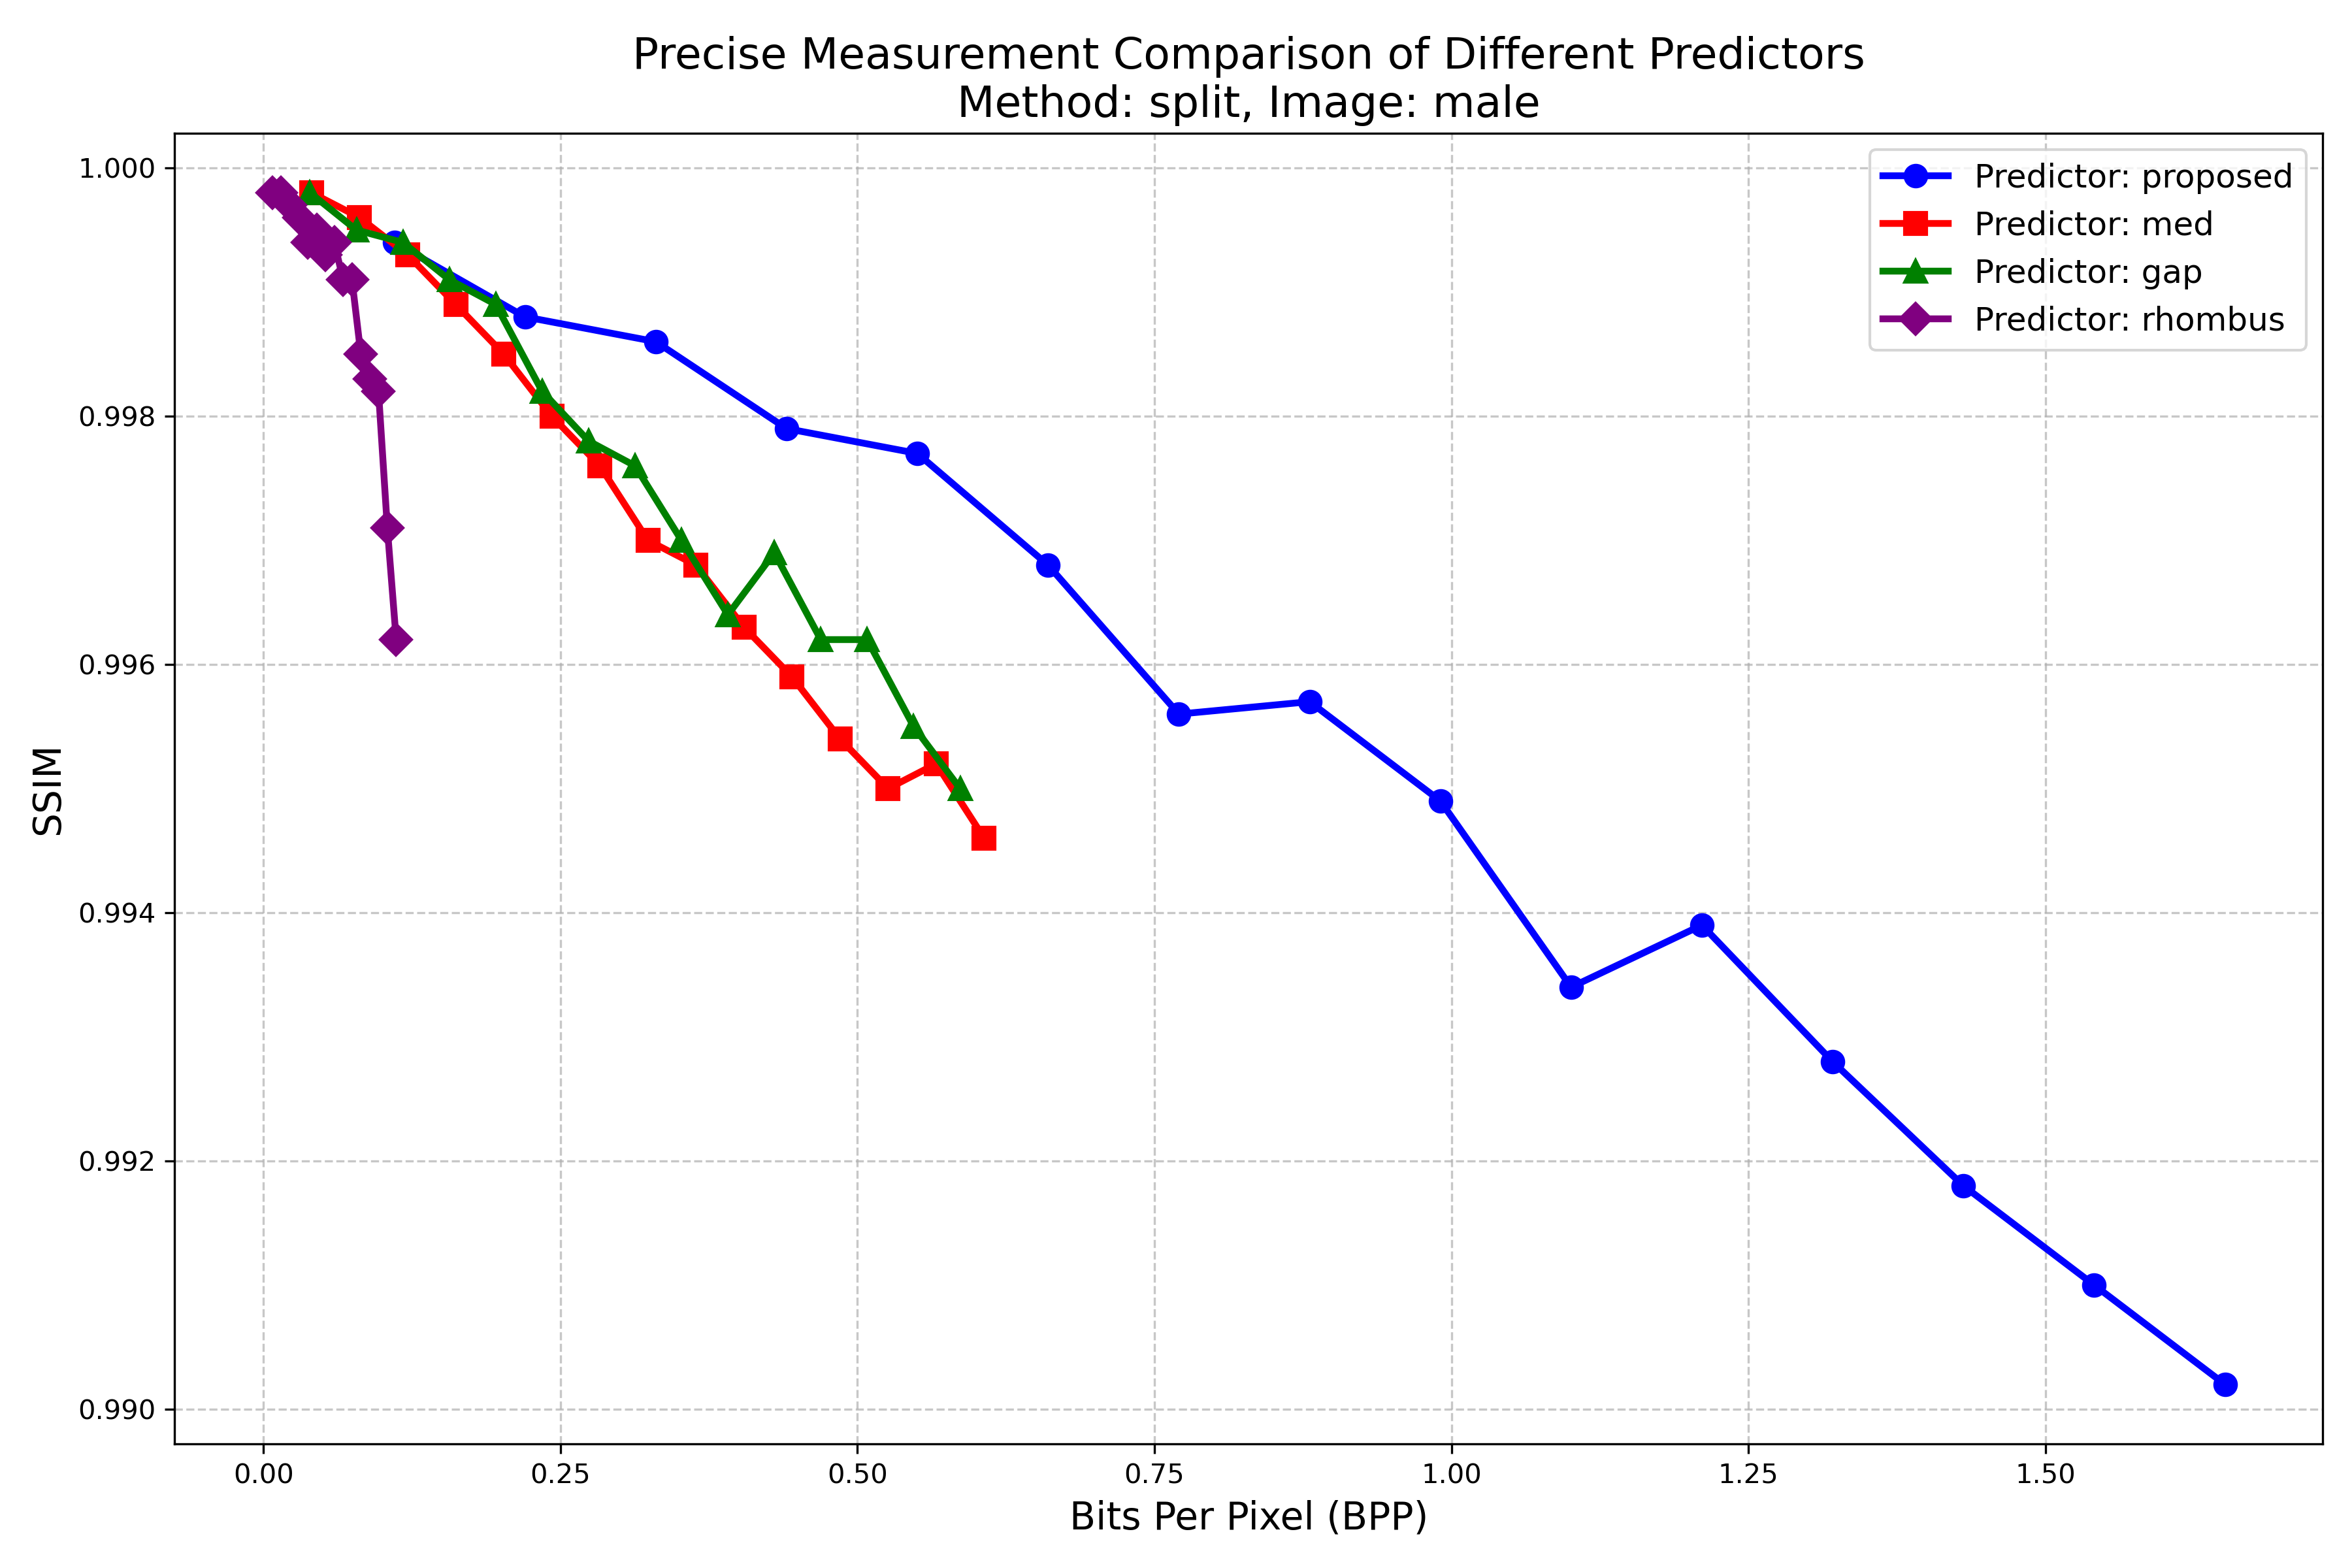 Precise Measurement Comparison of Different Predictors
Method: split, Image: male
Predictor: proposed
Predictor: med
Predictor: gap
Predictor: rhombus
SSIM
1.000
0.998
0.996
0.994
0.992
0.990
0.00 0.25 0.50 0.75 1.00 1.25 1.50
Bits Per Pixel (BPP)